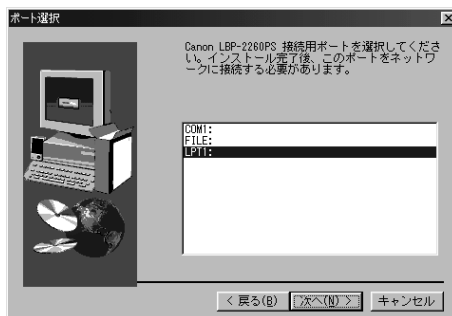 ポート選択
Canon LBP-2260PS 接続用ポートを選択してくださ
い。インストール完了後、このポートをネットワ
ークに接続する必要があります。
COM1:
FILE:
LPT1:
< 戻る(B)
次へ(N) >
キャンセル